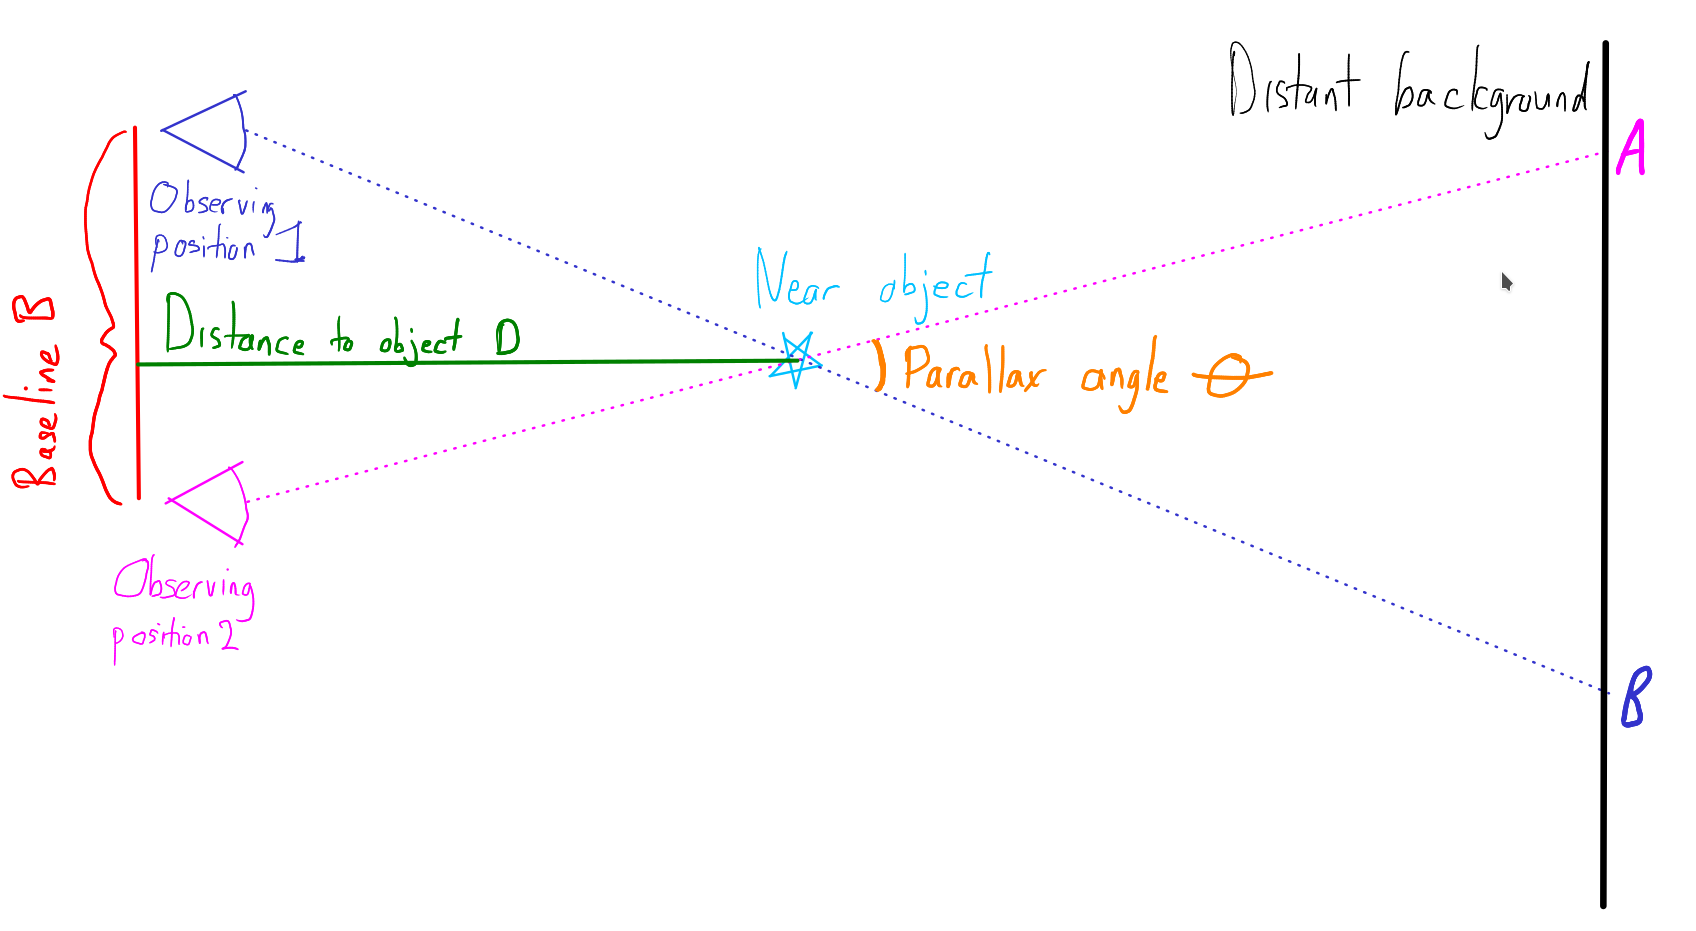 Distant background
A
Observing
position 1
Near object
Distance to object D
Parallax angle Θ
Baseline B
Observing
position 2
B